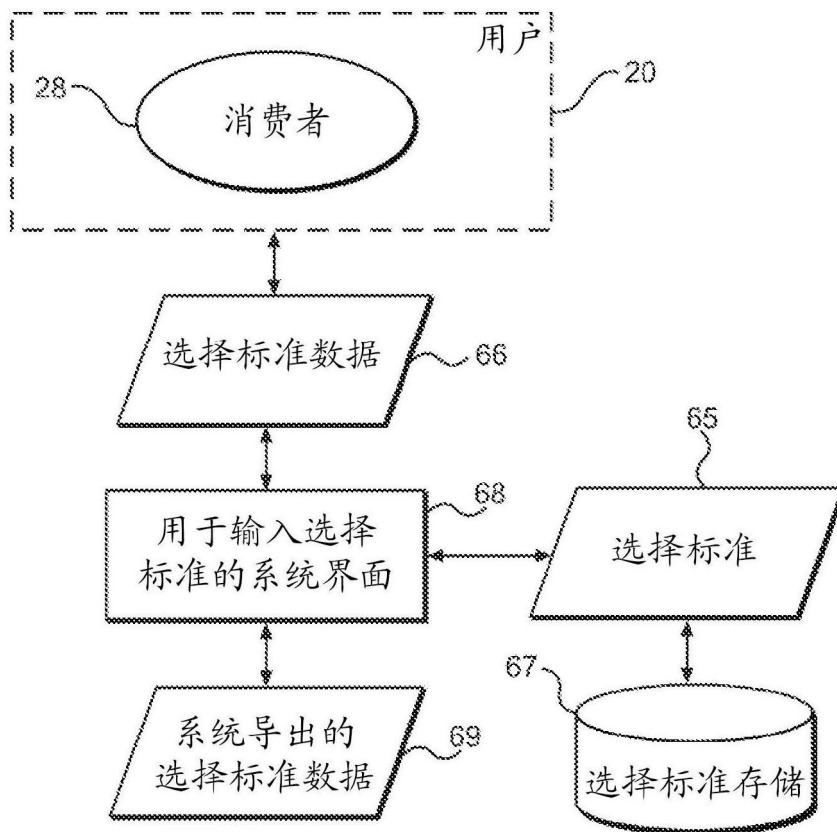 用户
28
消费者
20
选择标准数据
66
65
68
用于输入选择
标准的系统界面
选择标准
67
系统导出的
选择标准数据
69
选择标准存储